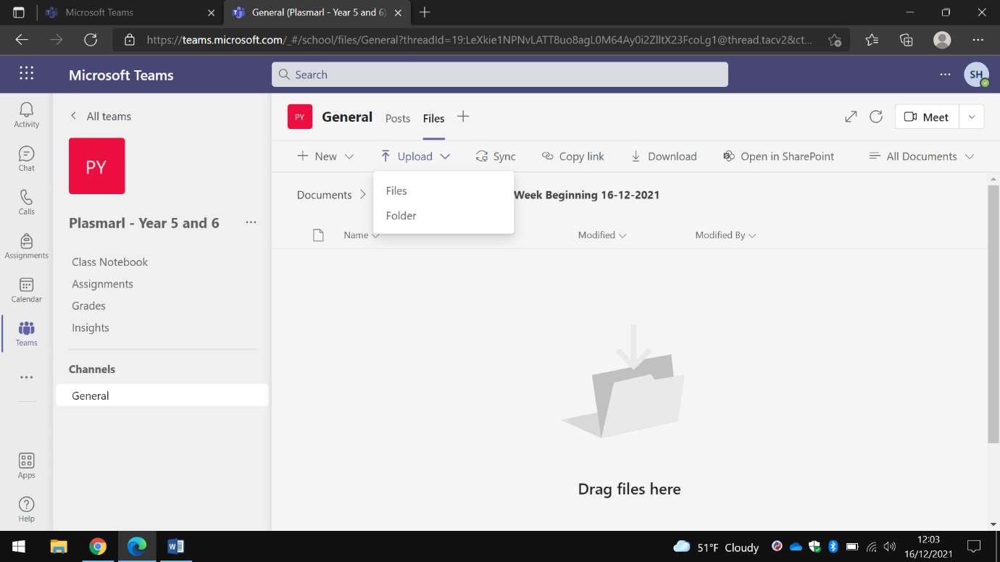 Microsoft Teams
General (Plasmarl - Year 5 and 6)
https://teams.microsoft.com/_#/school/files/General?threadId=19:LeXkie1NPNvLATT8uo8agL0M64Ay0i2ZlltX23FcoLg1@thread.tacv2&ct...
Microsoft Teams
Search
SH
Activity
Chat
Calls
Assignments
Calendar
Teams
Apps
Help
All teams
PY
Plasmarl - Year 5 and 6
Class Notebook
Assignments
Grades
Insights
Channels
General
PY General Posts Files
Meet
New Upload Sync Copy link Download Open in SharePoint All Documents
Files
Folder
Documents Week Beginning 16-12-2021
Name Modified Modified By
Drag files here
51°F Cloudy
12:03
16/12/2021